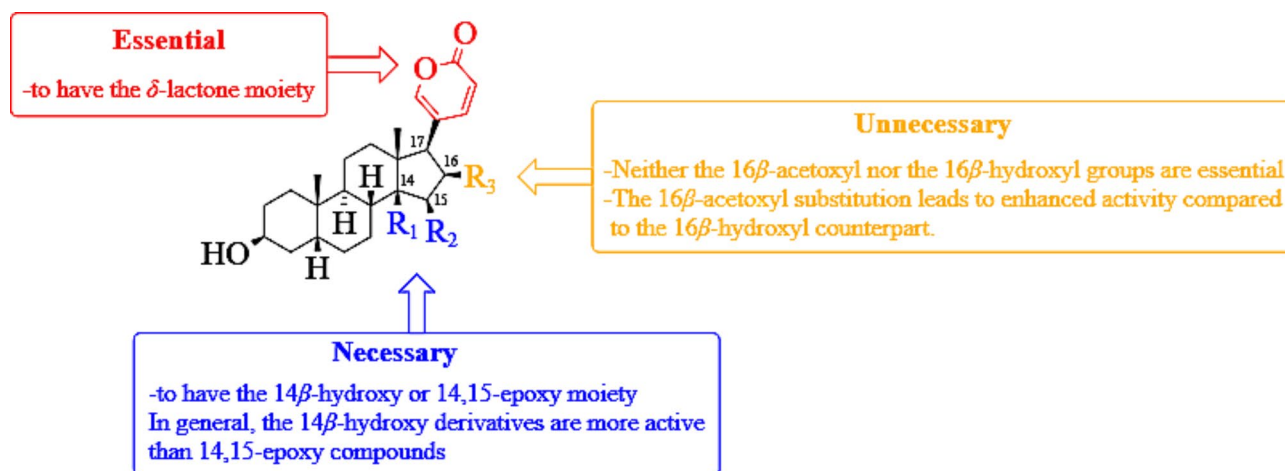 Essential
-to have the δ-lactone moiety
O
O
17
16
14
15
H
H
H
R3
R1
R2
HO
Unnecessary
-Neither the 16β-acetoxyl nor the 16β-hydroxyl groups are essential
-The 16β-acetoxyl substitution leads to enhanced activity compared
to the 16β-hydroxyl counterpart.
Necessary
-to have the 14β-hydroxy or 14,15-epoxy moiety
In general, the 14β-hydroxy derivatives are more active
than 14,15-epoxy compounds